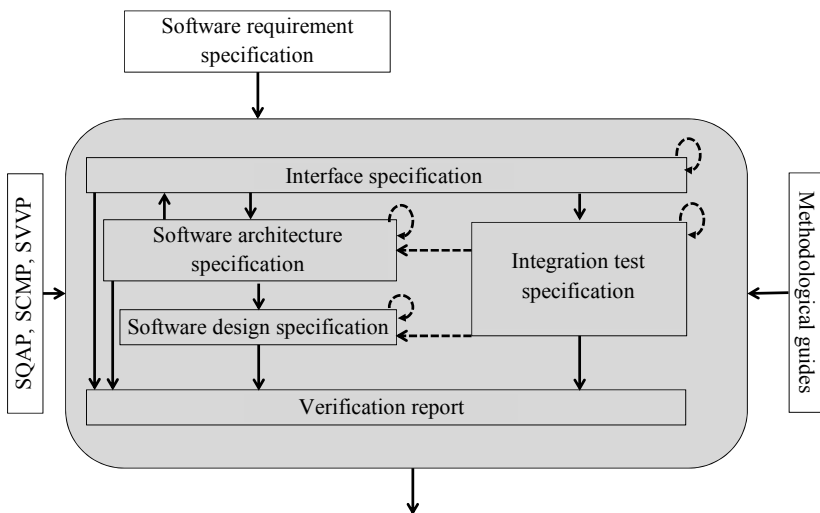 Software requirement
specification
Interface specification
Software architecture
specification
Integration test
specification
Software design specification
Verification report
SQAP, SCMP, SVVP
Methodological
guides